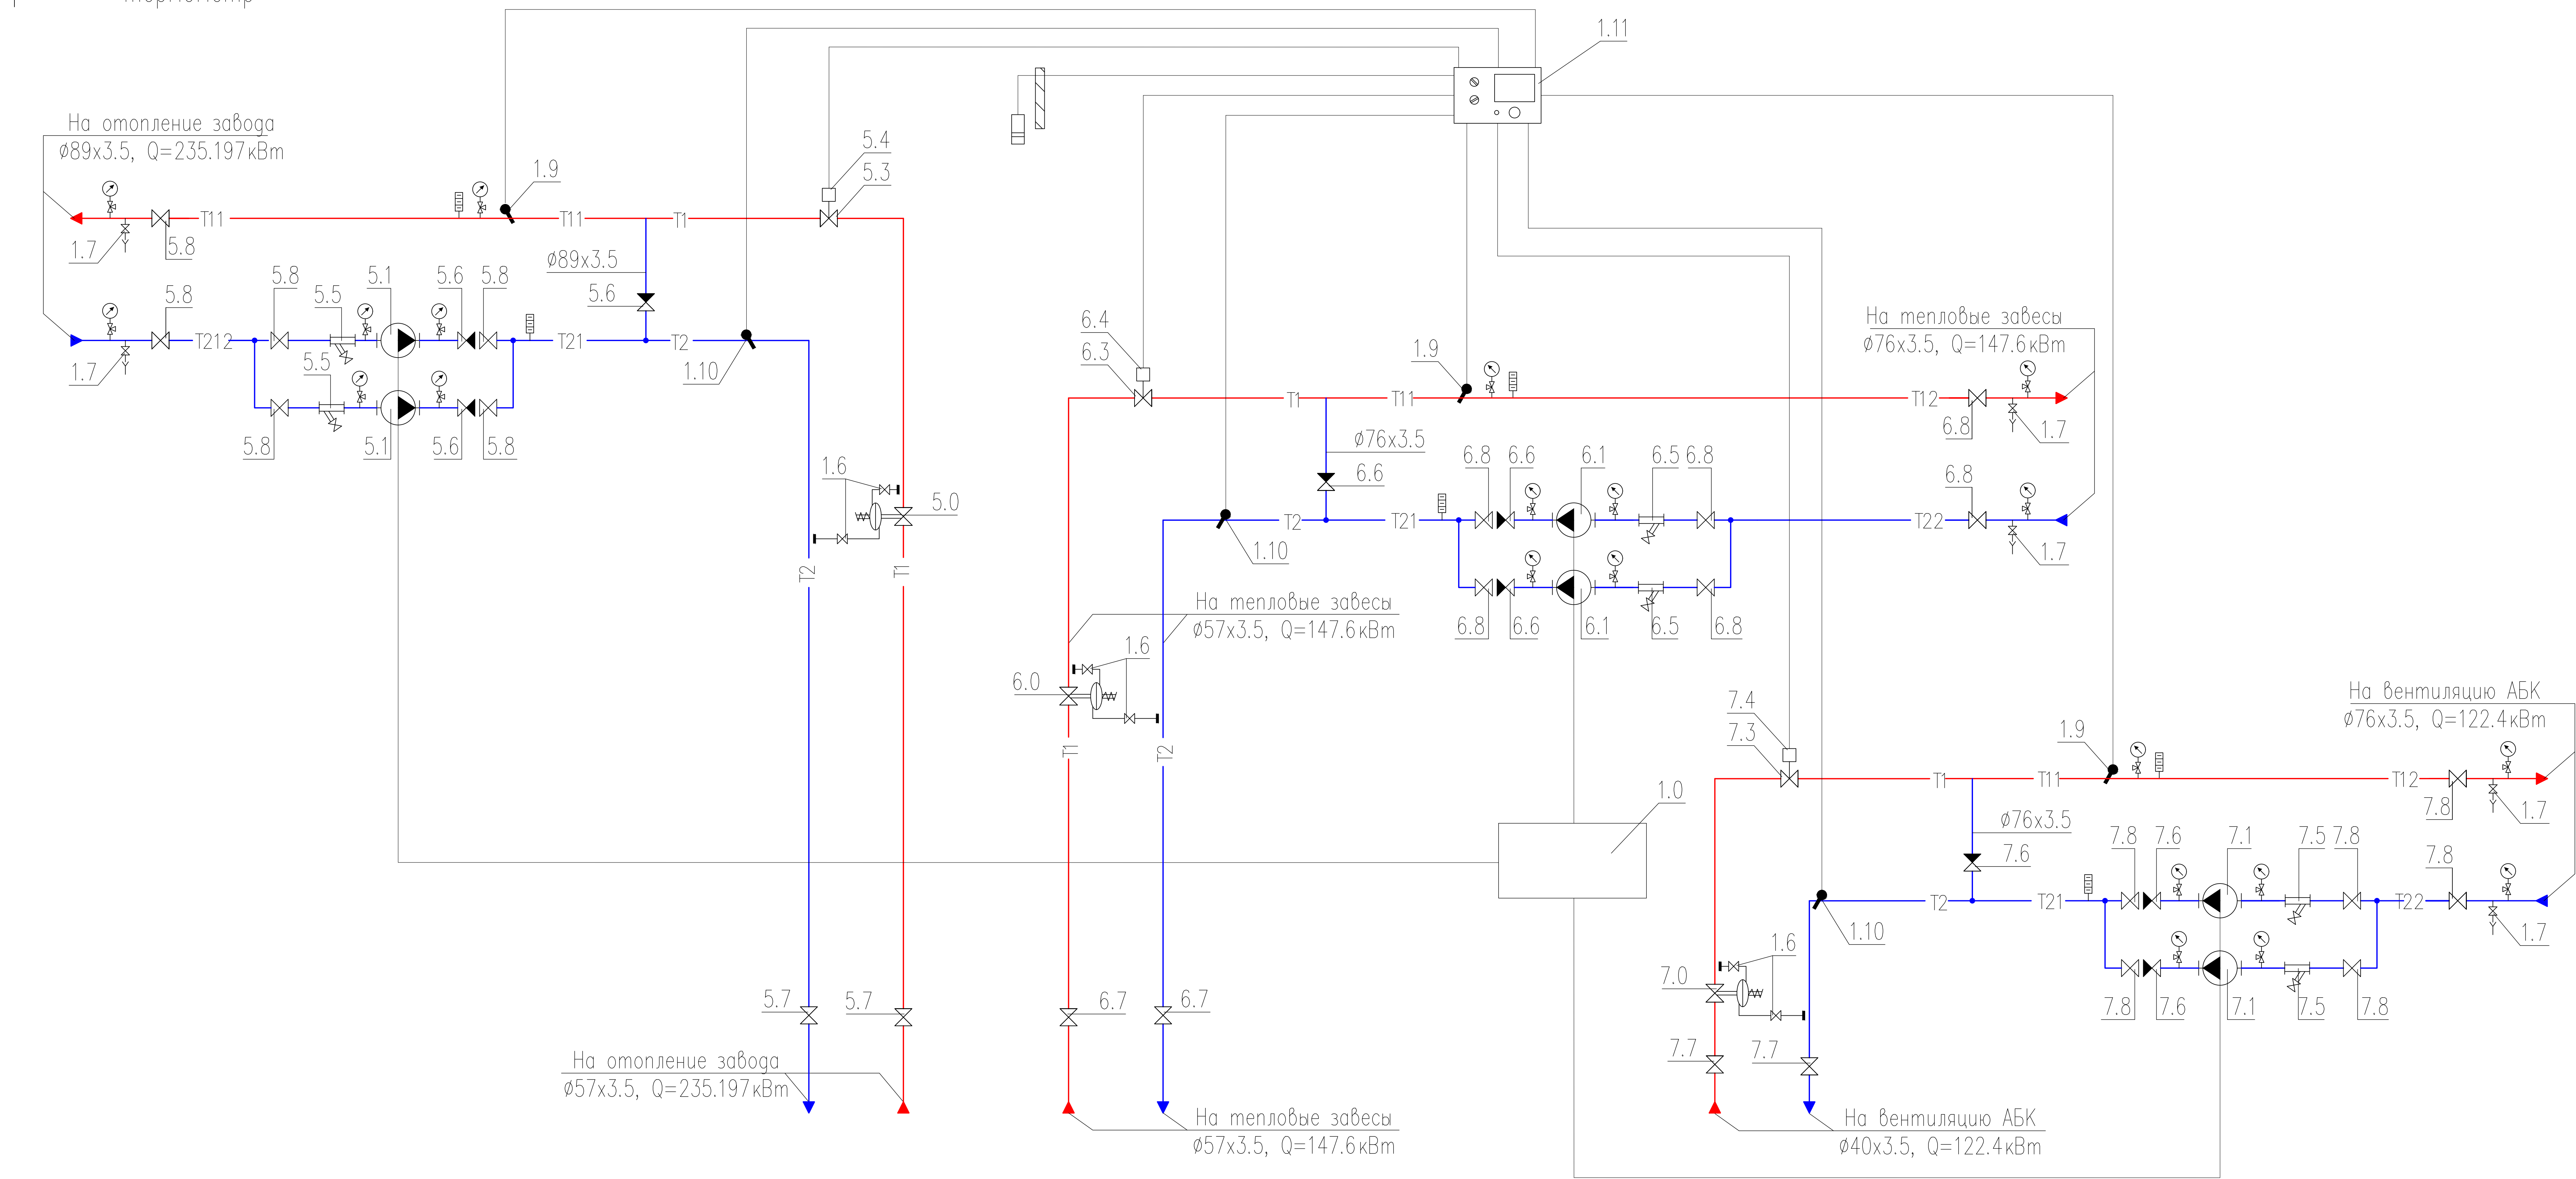 1.11
На отопление завода
ø89x3.5, Q=235.197кВт
5.4
5.3
1.9
T11
T11
T1
1.7
5.8
ø89x3.5
5.6
5.8
5.8
5.5
5.1
5.6
5.8
T212
T21
T2
1.7
5.5
1.10
5.8
5.1
5.6
5.8
1.6
5.0
T2
T1
5.7
5.7
На отопление завода
ø57x3.5, Q=235.197кВт
6.4
6.3
1.9
На тепловые завесы
ø76x3.5, Q=147.6кВт
T1
T11
T12
6.8
1.7
ø76x3.5
6.6
6.8
6.6
6.1
6.5
6.8
6.8
T2
T21
T22
1.10
1.7
6.8
6.6
6.1
6.5
6.8
На тепловые завесы
ø57x3.5, Q=147.6кВт
1.6
6.0
T1
T2
6.7
6.7
На тепловые завесы
ø57x3.5, Q=147.6кВт
1.0
На вентиляцию АБК
ø76x3.5, Q=122.4кВт
7.4
7.3
1.9
T1
T11
T12
7.8
1.7
ø76x3.5
7.6
7.8
7.6
7.1
7.5
7.8
7.8
T2
T21
T22
1.10
1.7
1.6
7.0
7.8
7.6
7.1
7.5
7.8
7.7
7.7
На вентиляцию АБК
ø40x3.5, Q=122.4кВт